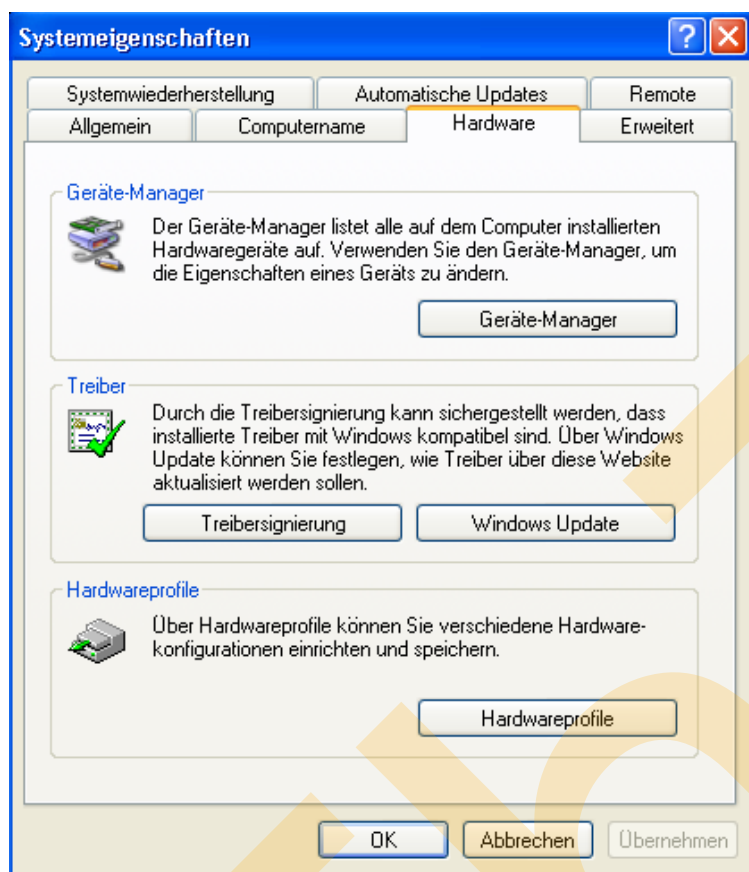 Systemeigenschaften
Systemwiederherstellung Automatische Updates Remote
Allgemein Computername Hardware Erweitert
Geräte-Manager
Der Geräte-Manager listet alle auf dem Computer installierten
Hardwaregeräte auf. Verwenden Sie den Geräte-Manager, um
die Eigenschaften eines Geräts zu ändern.
Geräte-Manager
Treiber
Durch die Treibersignierung kann sichergestellt werden, dass
installierte Treiber mit Windows kompatibel sind. Über Windows
Update können Sie festlegen, wie Treiber über diese Website
aktualisiert werden sollen.
Treibersignierung Windows Update
Hardwareprofile
Über Hardwareprofile können Sie verschiedene Hardware-
konfigurationen einrichten und speichern.
Hardwareprofile
OK Abbrechen Übernehmen